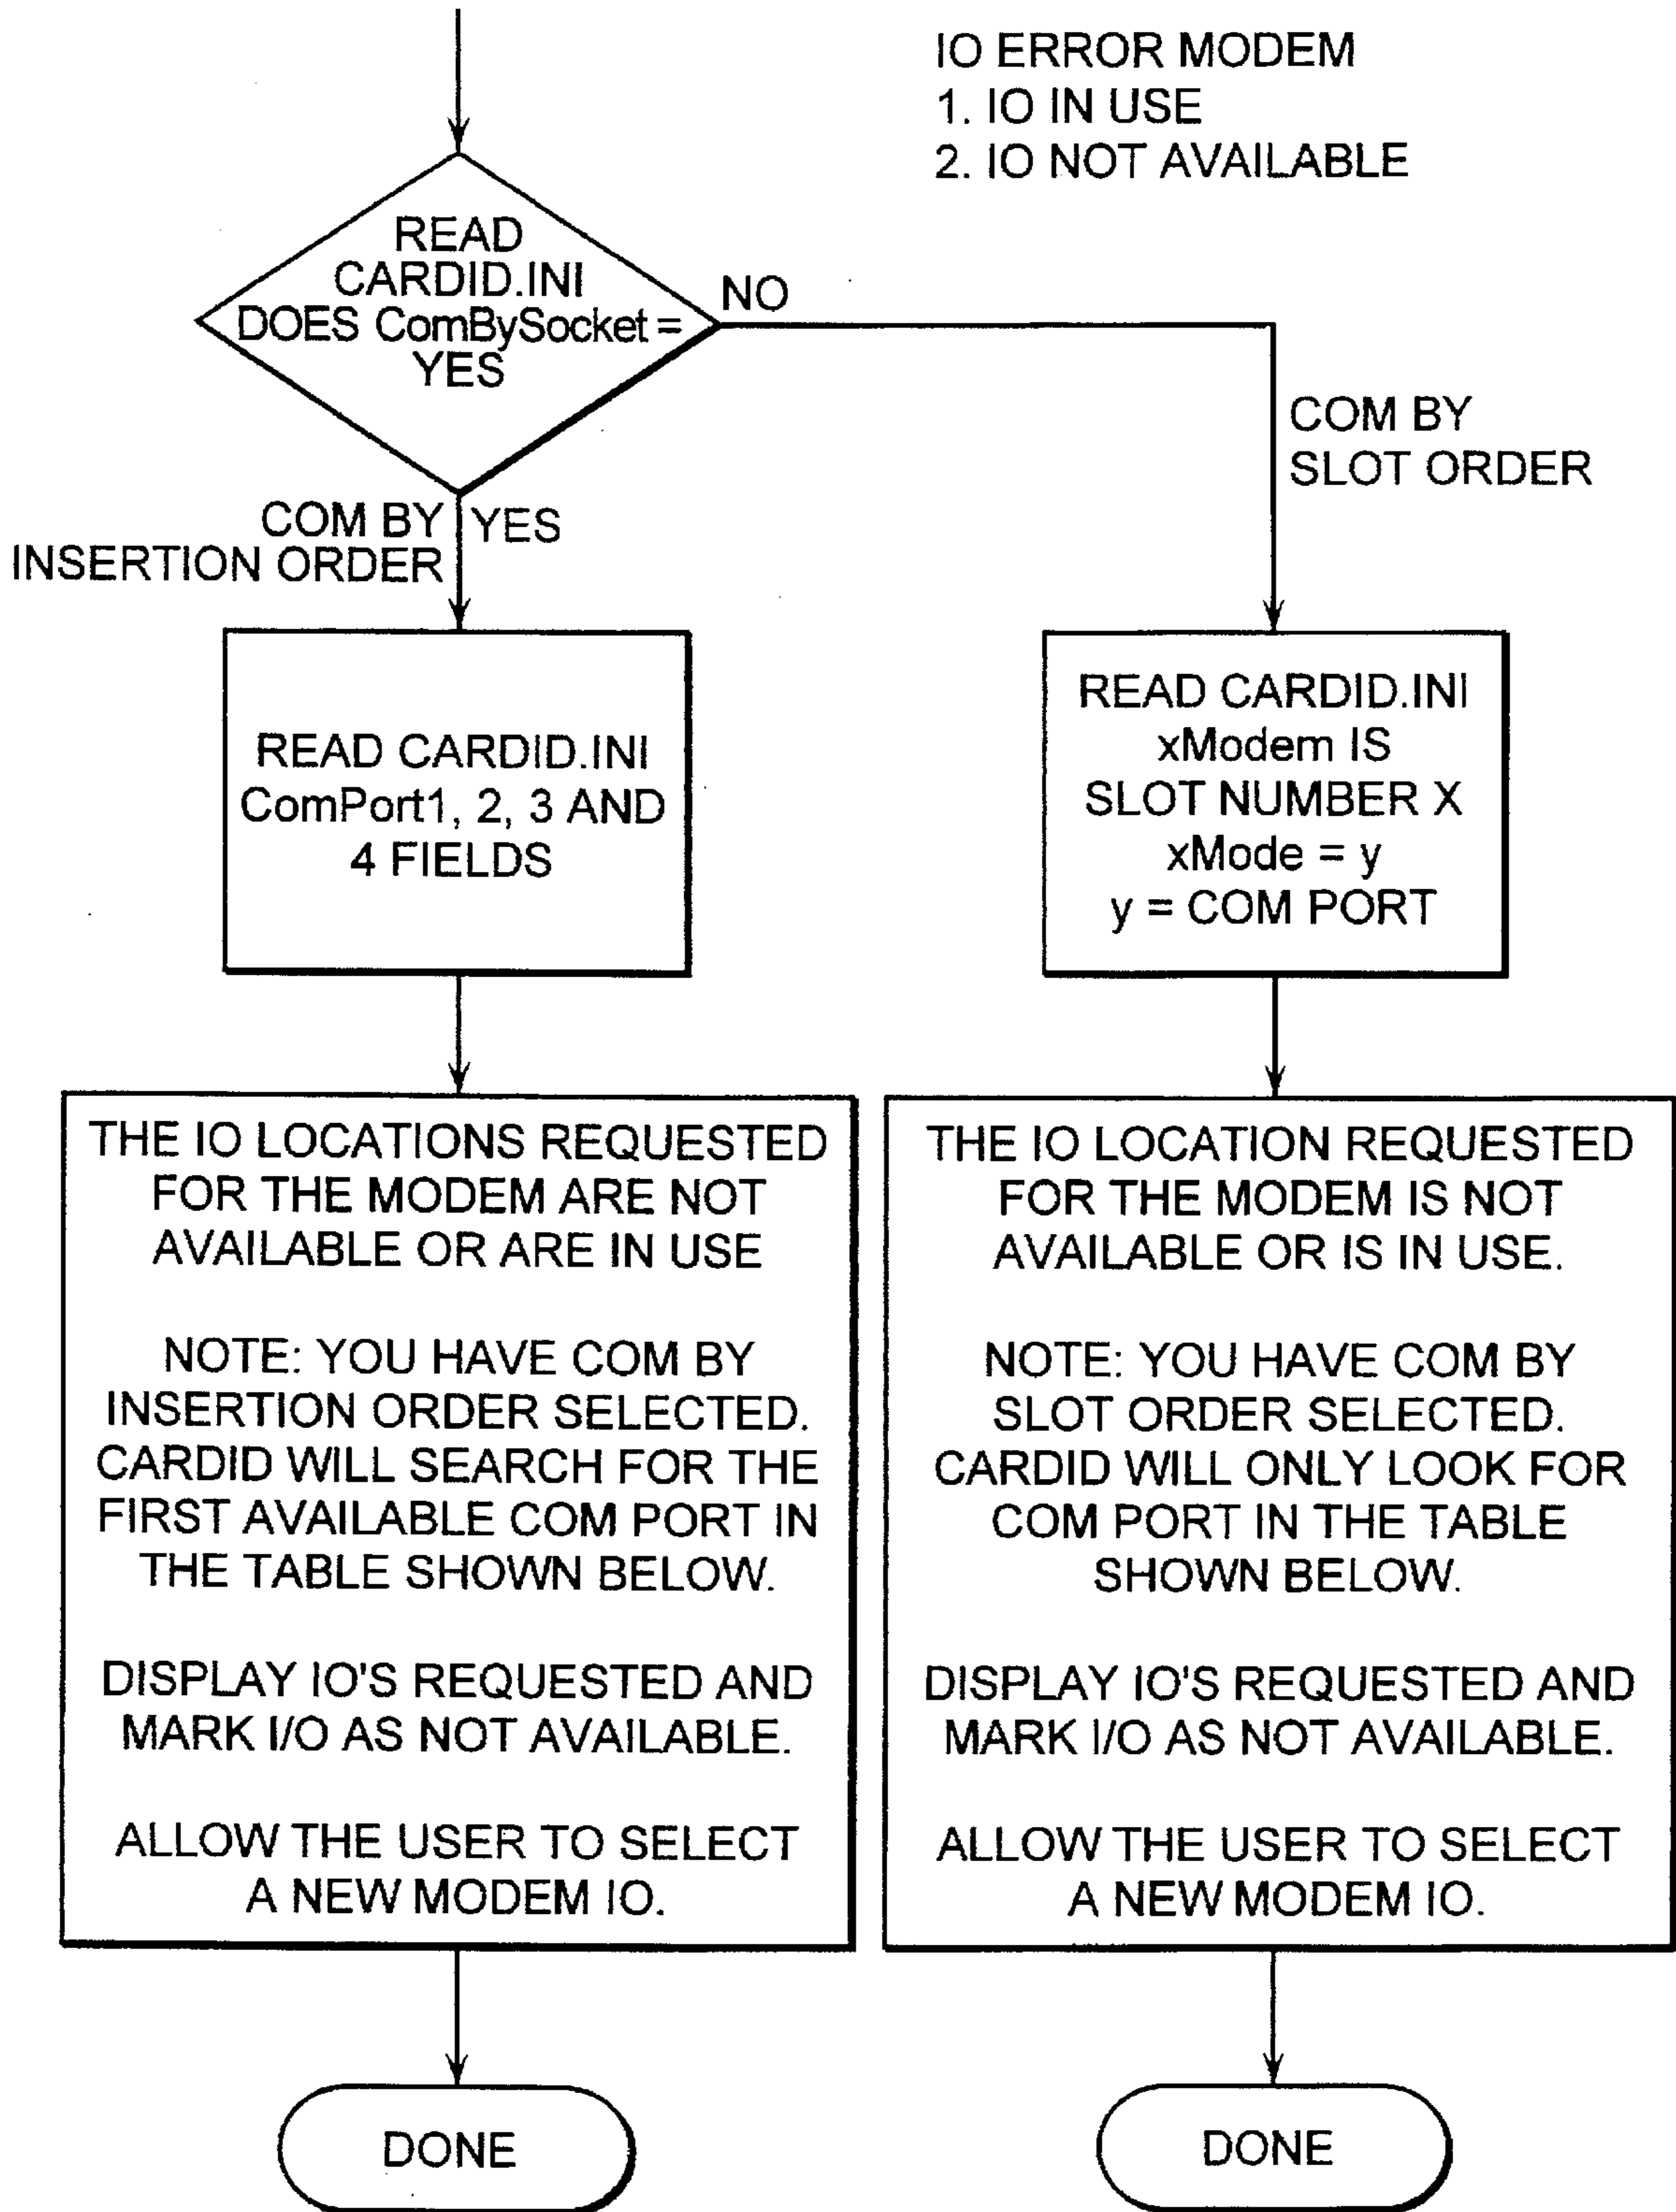 IO ERROR MODEM
1. IO IN USE
2. IO NOT AVAILABLE
READ
CARDID.INI
DOES ComBySocket =
YES
NO
COM BY
SLOT ORDER
COM BY
INSERTION ORDER
YES
READ CARDID.INI
ComPort1, 2, 3 AND
4 FIELDS
READ CARDID.INI
xModem IS
SLOT NUMBER X
xMode = y
y = COM PORT
THE IO LOCATIONS REQUESTED
FOR THE MODEM ARE NOT
AVAILABLE OR ARE IN USE
NOTE: YOU HAVE COM BY
INSERTION ORDER SELECTED.
CARDID WILL SEARCH FOR THE
FIRST AVAILABLE COM PORT IN
THE TABLE SHOWN BELOW.
DISPLAY IO'S REQUESTED AND
MARK I/O AS NOT AVAILABLE.
ALLOW THE USER TO SELECT
A NEW MODEM IO.
THE IO LOCATION REQUESTED
FOR THE MODEM IS NOT
AVAILABLE OR IS IN USE.
NOTE: YOU HAVE COM BY
SLOT ORDER SELECTED.
CARDID WILL ONLY LOOK FOR
COM PORT IN THE TABLE
SHOWN BELOW.
DISPLAY IO'S REQUESTED AND
MARK I/O AS NOT AVAILABLE.
ALLOW THE USER TO SELECT
A NEW MODEM IO.
DONE
DONE